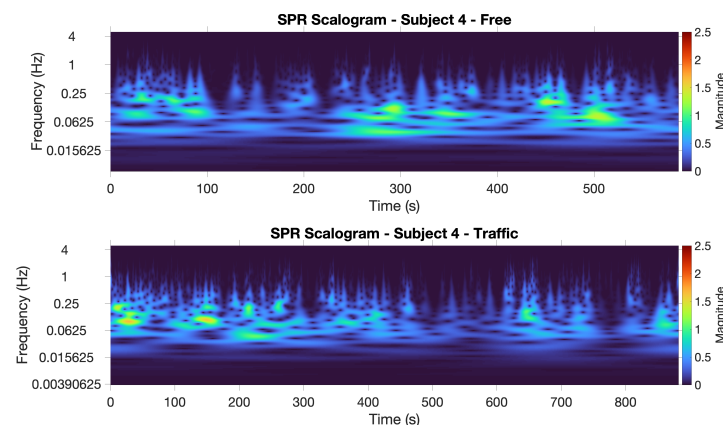 SPR Scalogram - Subject 4 - Free
4
1
0.25
0.0625
0.015625
Frequency (Hz)
0 100 200 300 400 500
Time (s)
2.5
2
1.5
1
0.5
0
Magnitude
SPR Scalogram - Subject 4 - Traffic
4
1
0.25
0.0625
0.015625
0.00390625
Frequency (Hz)
0 100 200 300 400 500 600 700 800
Time (s)
2.5
2
1.5
1
0.5
0
Magnitude